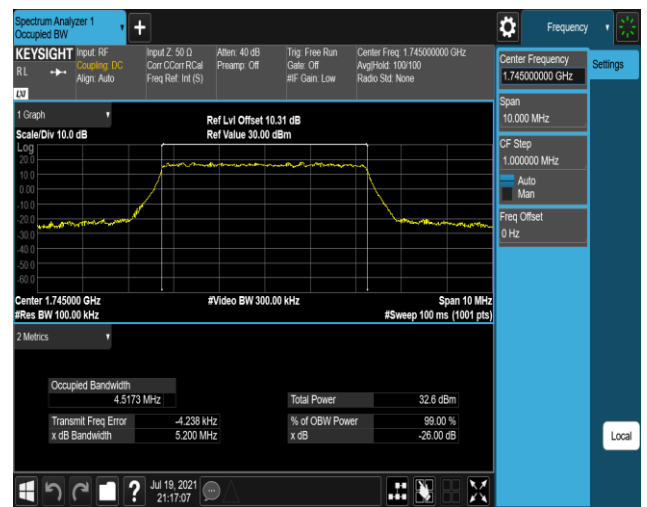 Spectrum Analyzer 1
Occupied BW
Frequency
KEYSIGHT
RL
LXI
Input: RF
Coupling: DC
Align: Auto
Input Z: 50 Ω
Corr CCorr RCal
Freq Ref: Int (S)
Atten: 40 dB
Preamp: Off
Trig: Free Run
Gate: Off
#IF Gain: Low
Center Freq: 1.745000000 GHz
Avg|Hold: 100/100
Radio Std: None
Center Frequency
1.745000000 GHz
Settings
Span
10.000 MHz
CF Step
1.000000 MHz
Auto
Man
Freq Offset
0 Hz
1 Graph
Scale/Div 10.0 dB
Ref Lvl Offset 10.31 dB
Ref Value 30.00 dBm
Log
20.0
10.0
0.00
-10.0
-20.0
-30.0
-40.0
-50.0
-60.0
Center 1.745000 GHz
#Video BW 300.00 kHz
Span 10 MHz
#Res BW 100.00 kHz
#Sweep 100 ms (1001 pts)
2 Metrics
Occupied Bandwidth
4.5173 MHz
Total Power 32.6 dBm
Transmit Freq Error -4.238 kHz
% of OBW Power 99.00 %
x dB Bandwidth 5.200 MHz
x dB -26.00 dB
Local
?
Jul 19, 2021
21:17:07